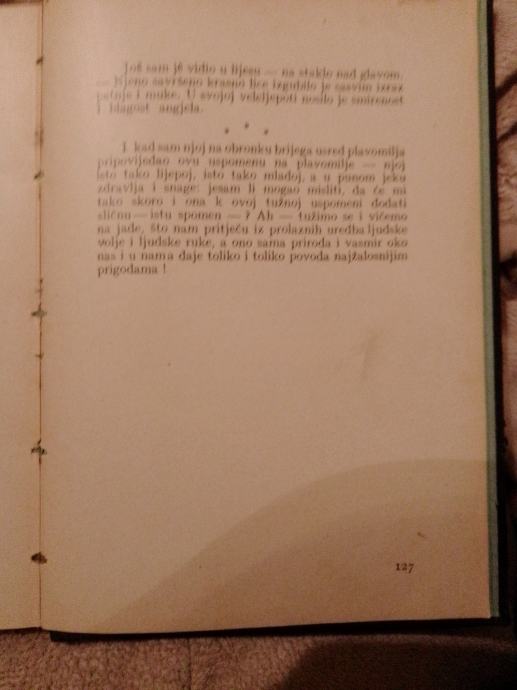 Još sam jê vidio u lijesu — na staklo nad glavom.
— Njeno savršeno krasno lice izgubilo je sasvim izraz
patnje i muke. U svojoj veleljepoti nosilo je smirenost
i blagost angjela.
* * *
I kad sam njoj na obronku brijega usred plavomilja
pripovijedao ovu uspomenu na plavomilje — njoj
isto tako lijepoj, isto tako mladoj, a u punom jeku
zdravlja i snage: jesam li mogao misliti, da će mi
tako skoro i ona k ovoj tužnoj uspomeni dodati
sličnu — istu spomen — ? Ah — tužimo se i vičemo
na jade, što nam pritječu iz prolaznih uredba ljudske
volje i ljudske ruke, a ono sama priroda i vasmir oko
nas i u nama daje toliko i toliko povoda najžalosnijim
prigodama !
127